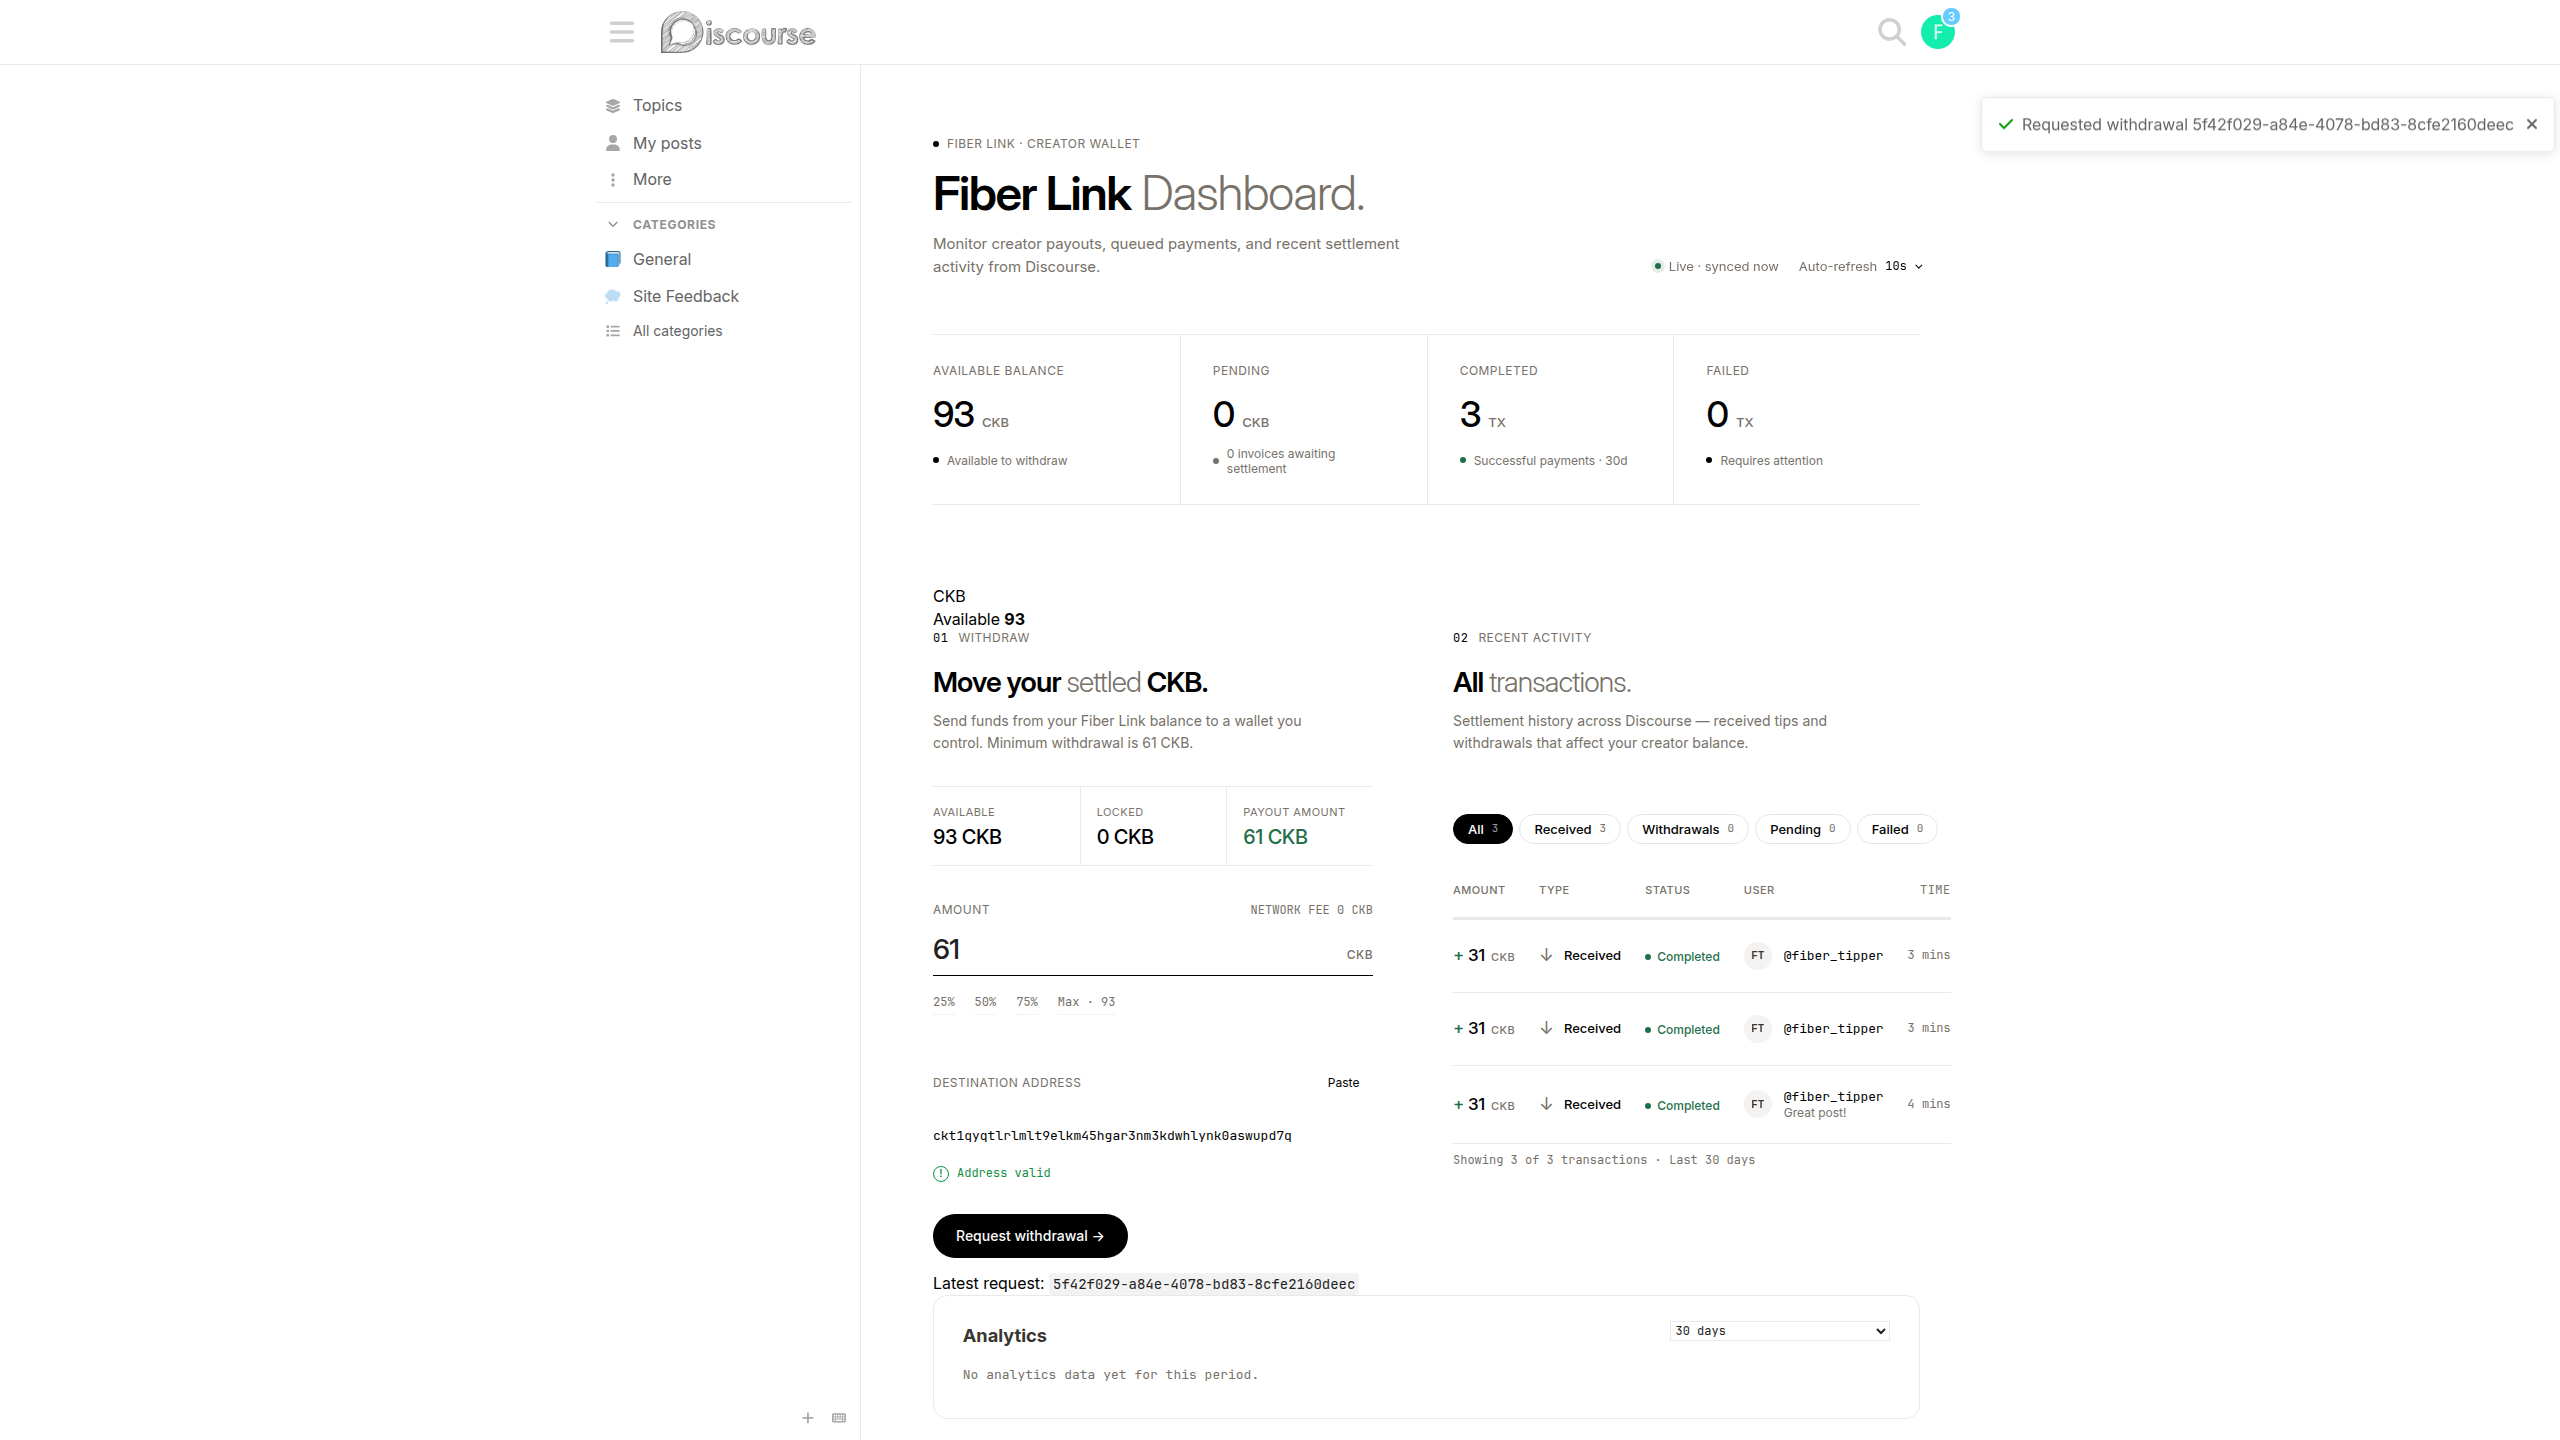 Discourse
F
3
Topics
My posts
More
CATEGORIES
General
Site Feedback
All categories
Requested withdrawal 5f42f029-a84e-4078-bd83-8cfe2160deec
FIBER LINK · CREATOR WALLET
Fiber Link Dashboard.
Monitor creator payouts, queued payments, and recent settlement
activity from Discourse.
Live · synced now Auto-refresh 10s
AVAILABLE BALANCE
93 CKB
Available to withdraw
PENDING
0 CKB
0 invoices awaiting
settlement
COMPLETED
3 TX
Successful payments · 30d
FAILED
0 TX
Requires attention
CKB
Available 93
01 WITHDRAW
Move your settled CKB.
Send funds from your Fiber Link balance to a wallet you
control. Minimum withdrawal is 61 CKB.
AVAILABLE
93 CKB
LOCKED
0 CKB
PAYOUT AMOUNT
61 CKB
AMOUNT NETWORK FEE 0 CKB
61 CKB
25% 50% 75% Max · 93
DESTINATION ADDRESS Paste
ckt1qyqtlrlmlt9elkm45hgar3nm3kdwhlynk0aswupd7q
! Address valid
Request withdrawal →
Latest request: 5f42f029-a84e-4078-bd83-8cfe2160deec
02 RECENT ACTIVITY
All transactions.
Settlement history across Discourse — received tips and
withdrawals that affect your creator balance.
All 3 Received 3 Withdrawals 0 Pending 0 Failed 0
AMOUNT TYPE STATUS USER TIME
+ 31 CKB ↓ Received Completed FT @fiber_tipper 3 mins
+ 31 CKB ↓ Received Completed FT @fiber_tipper 3 mins
+ 31 CKB ↓ Received Completed FT @fiber_tipper 4 mins
Great post!
Showing 3 of 3 transactions · Last 30 days
Analytics 30 days
No analytics data yet for this period.